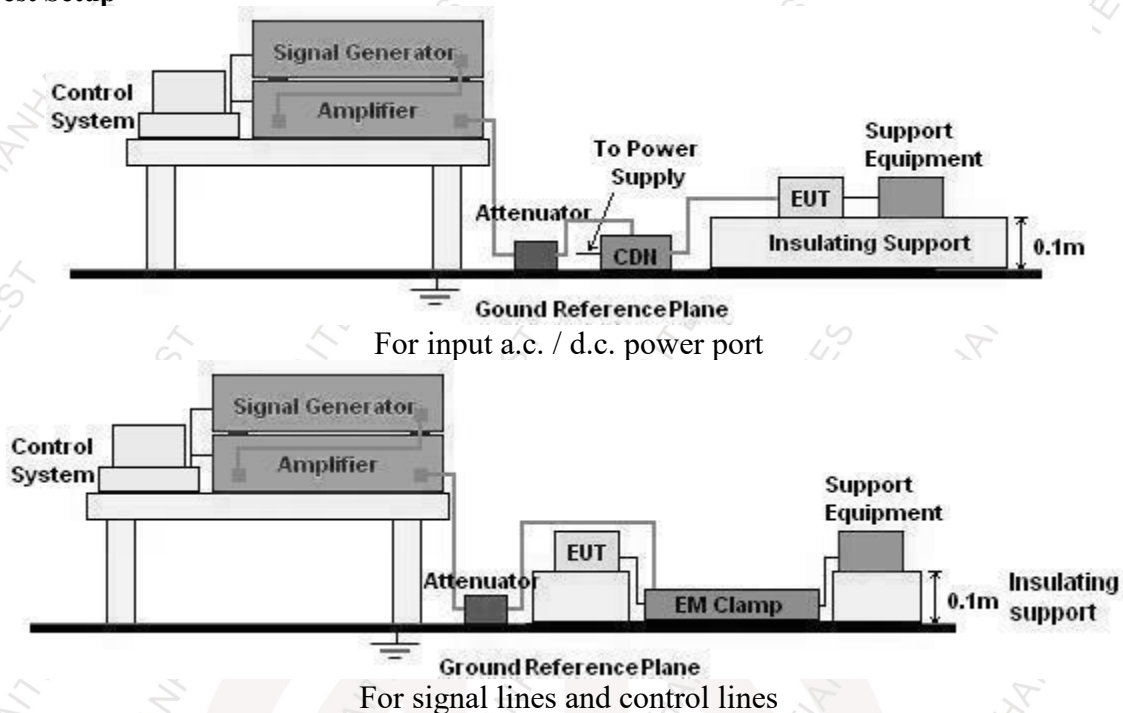 Signal Generator
Control
System
Amplifier
To Power
Supply
Support
Equipment
Attenuator
EUT
CDN
Insulating Support
0.1m
Gound Reference Plane
For input a.c. / d.c. power port
Signal Generator
Control
System
Amplifier
Support
Equipment
EUT
Attenuator
EM Clamp
0.1m
Insulating
support
Ground Reference Plane
For signal lines and control lines